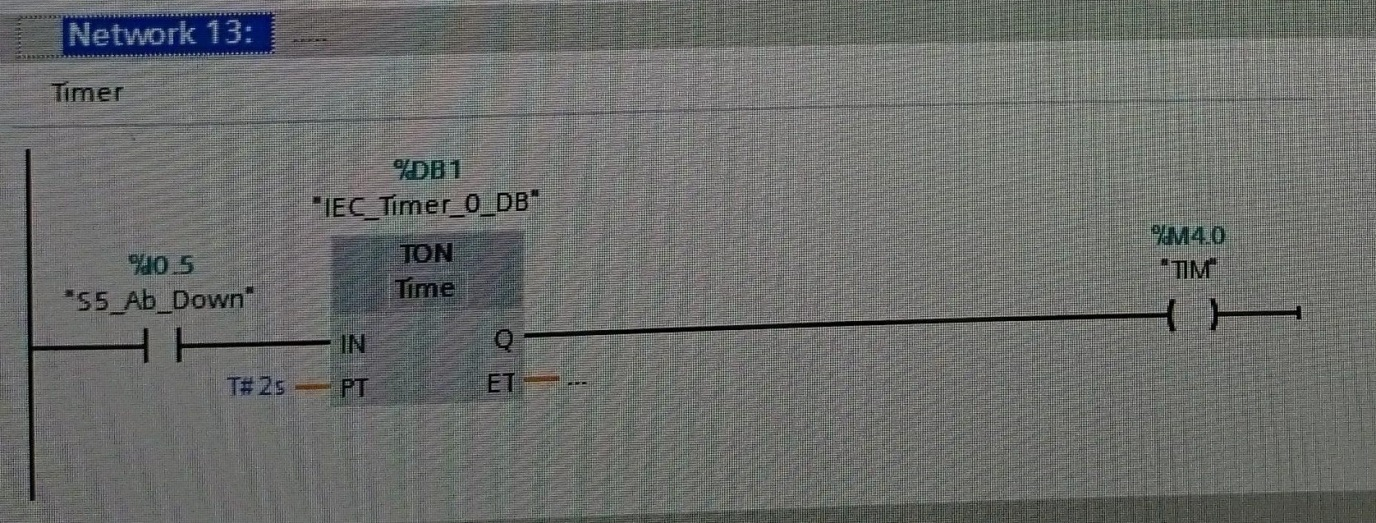 Network 13: .....
Timer
%DB1
"IEC_Timer_0_DB"
TON
Time
%I0.5
"S5_Ab_Down"
%M4.0
"TIM"
IN
Q
T#2s
PT
ET
...